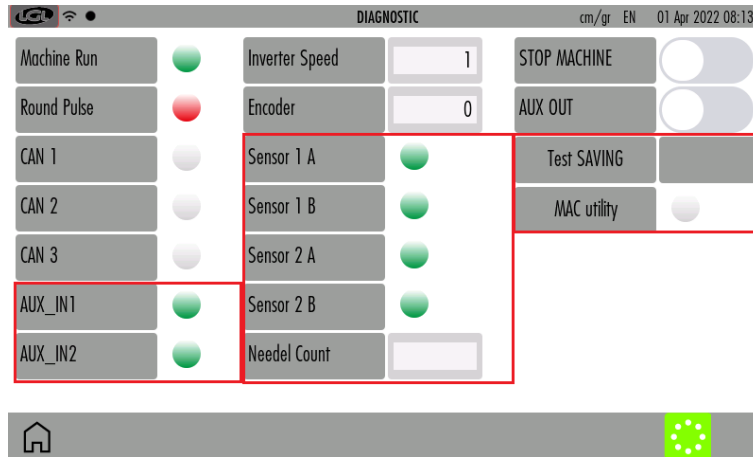 LGL DIAGNOSTIC cm/gr EN 01 Apr 2022 08:13
Machine Run
Round Pulse
CAN 1
CAN 2
CAN 3
AUX_IN1
AUX_IN2
Inverter Speed 1
Encoder 0
Sensor 1 A
Sensor 1 B
Sensor 2 A
Sensor 2 B
Needel Count
STOP MACHINE
AUX OUT
Test SAVING
MAC utility